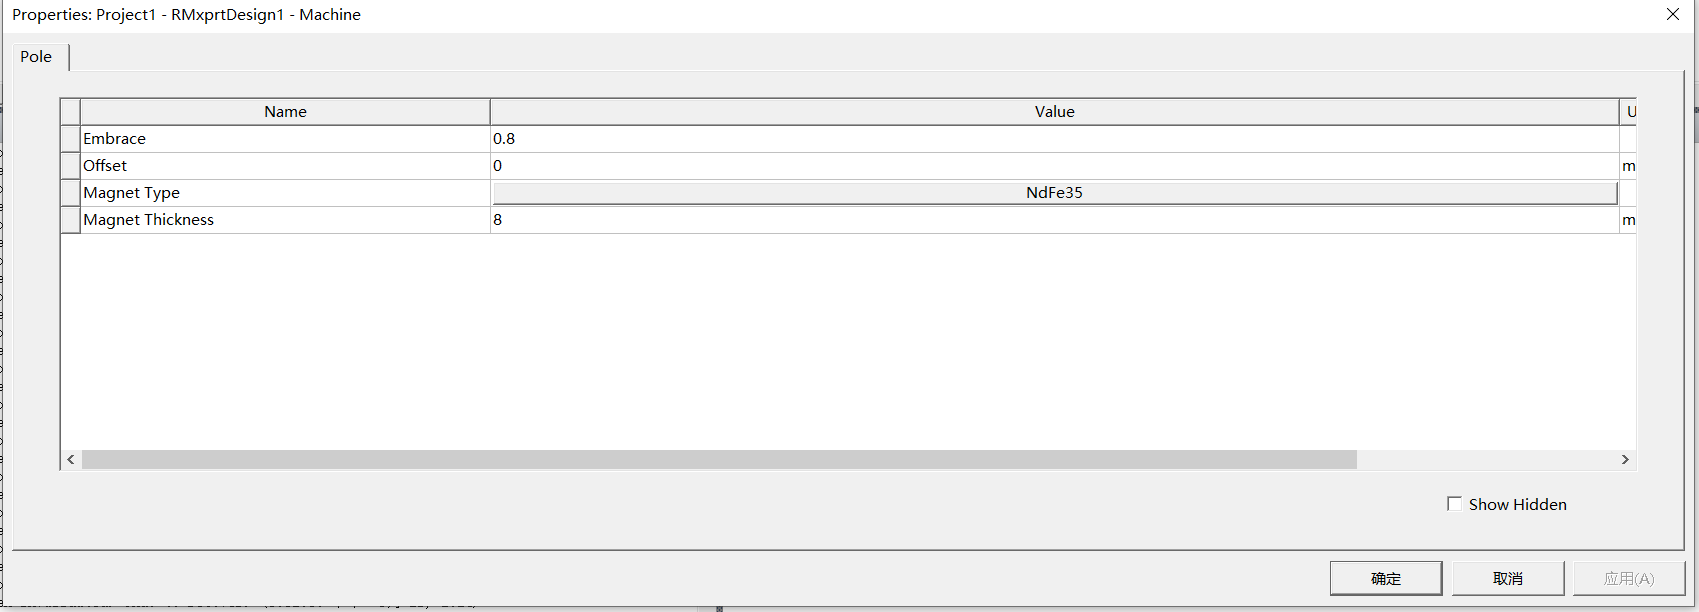 Properties: Project1 - RMxprtDesign1 - Machine
Pole
Name Value U
Embrace 0.8
Offset 0 m
Magnet Type NdFe35
Magnet Thickness 8 m
Show Hidden
确定 取消 应用(A)